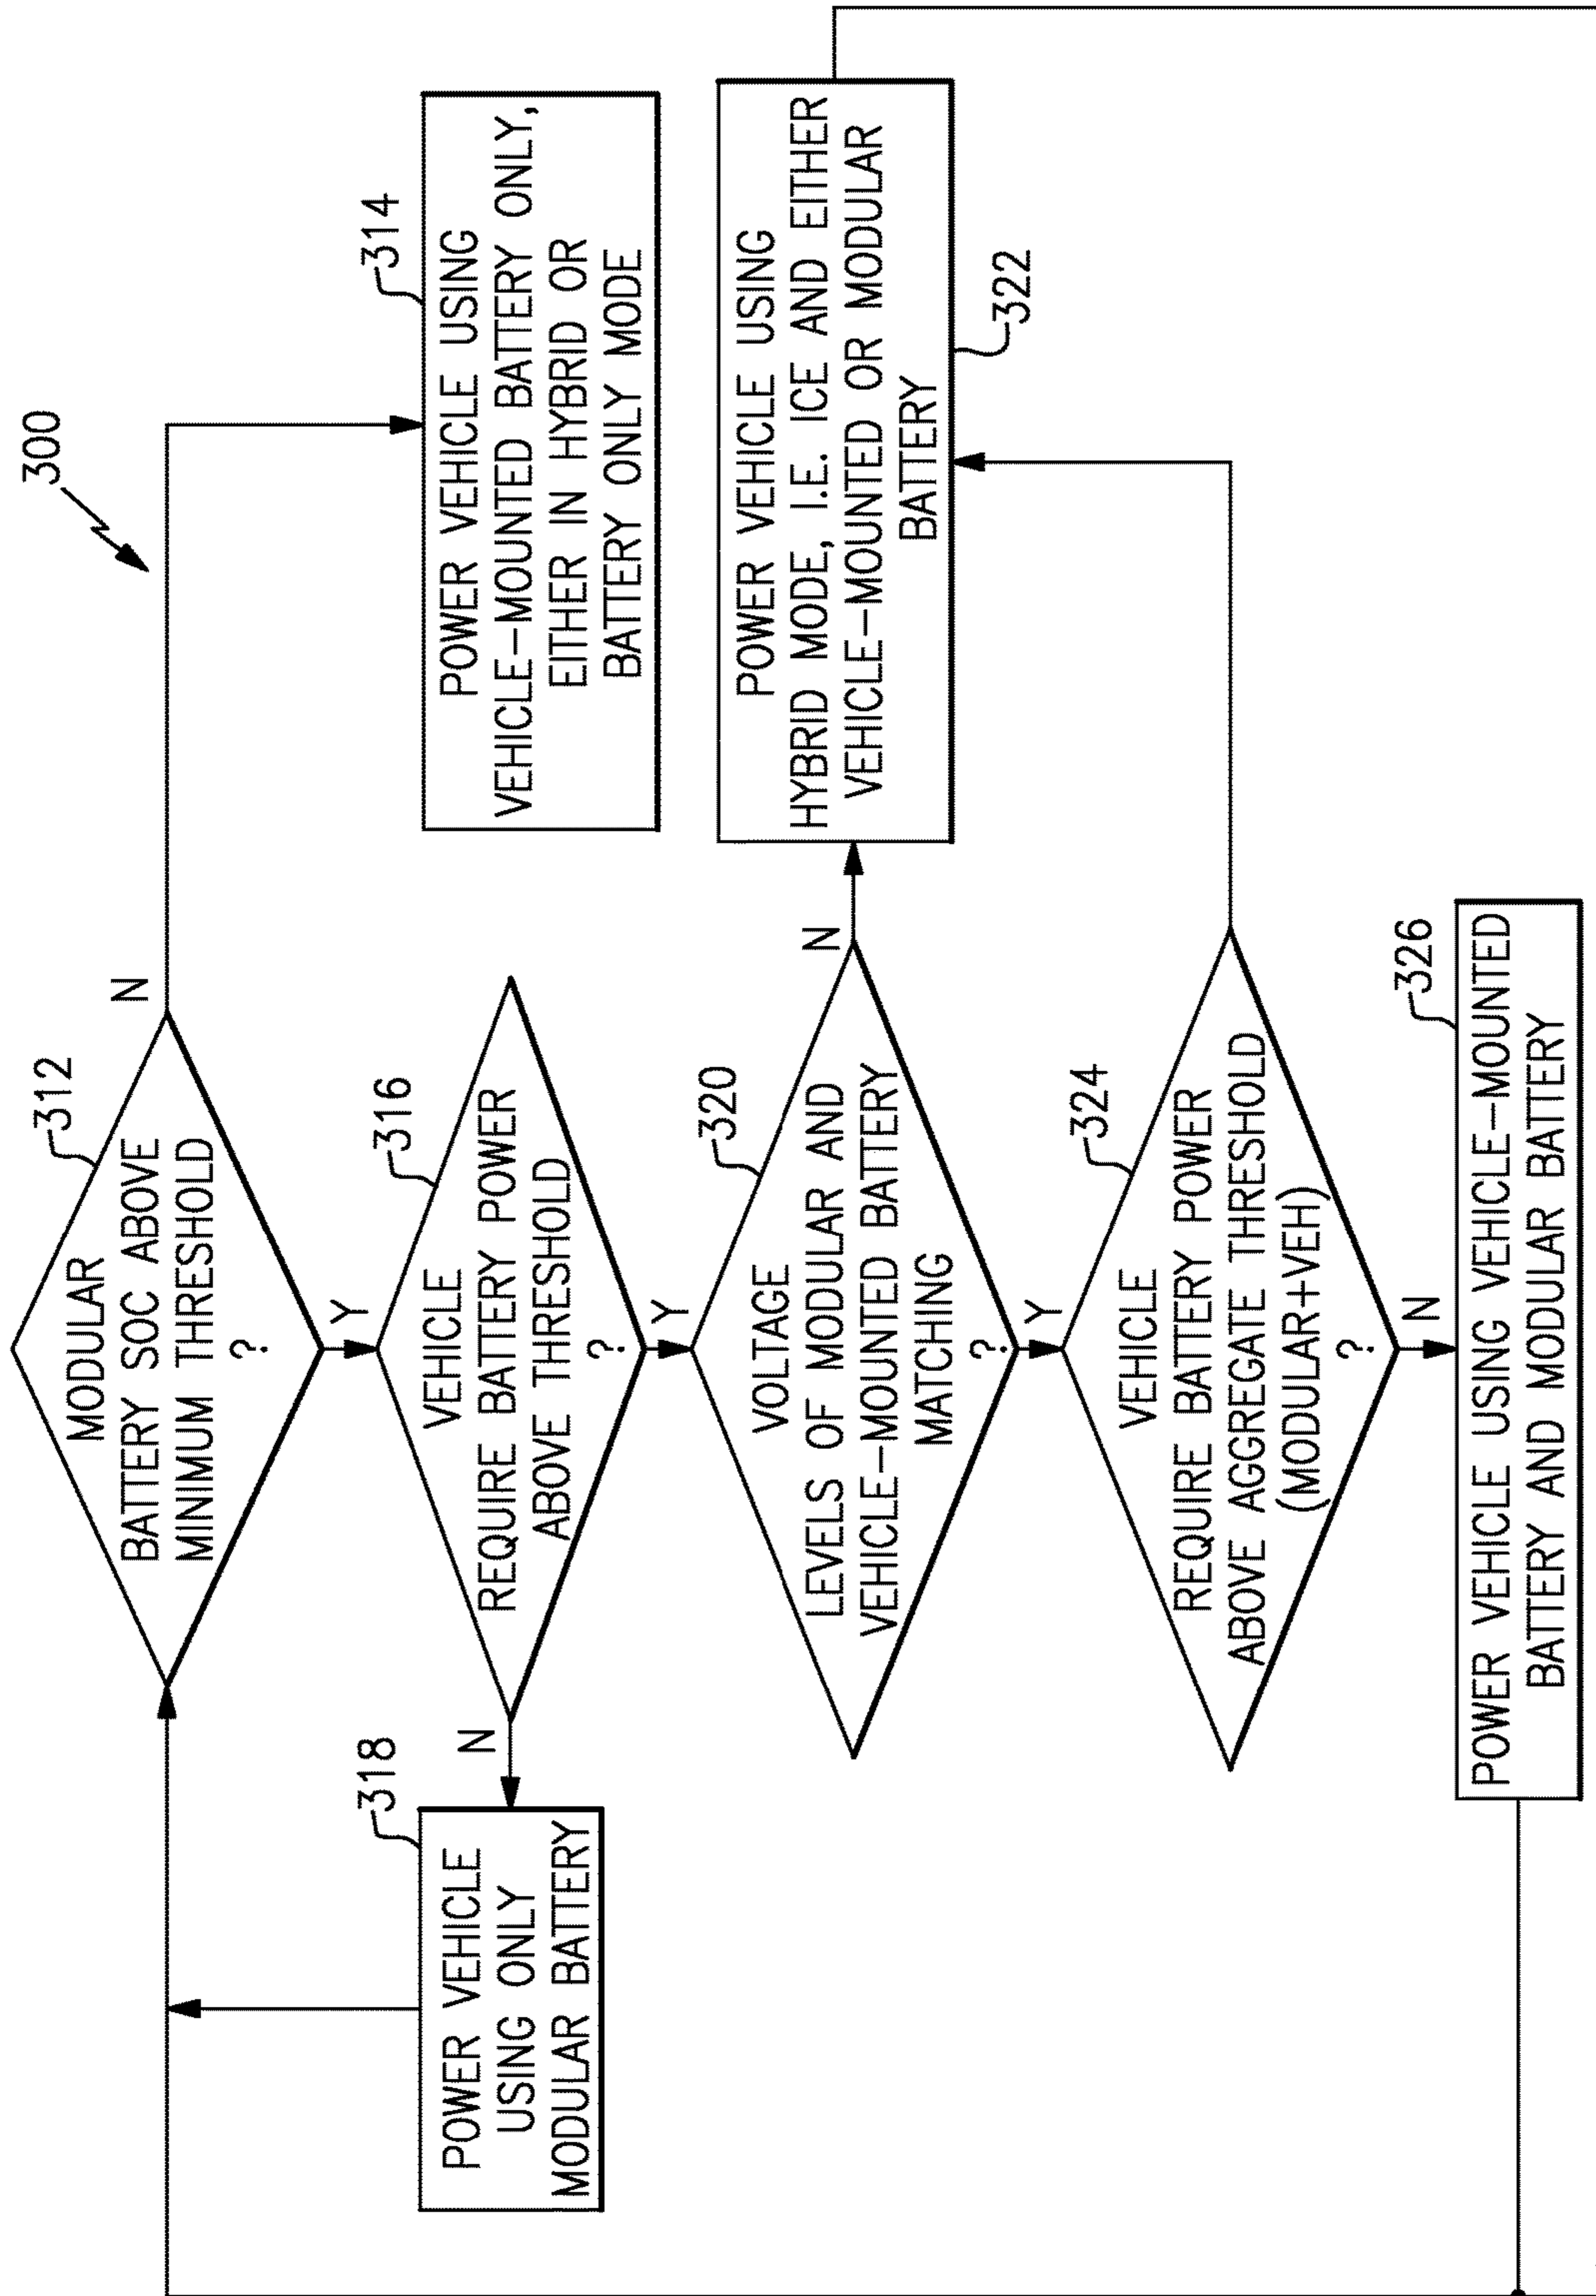 300
312
MODULAR
BATTERY SOC ABOVE
MINIMUM THRESHOLD
?
N
Y
314
POWER VEHICLE USING
VEHICLE-MOUNTED BATTERY ONLY,
EITHER IN HYBRID OR
BATTERY ONLY MODE
316
VEHICLE
REQUIRE BATTERY POWER
ABOVE THRESHOLD
?
N
Y
318
POWER VEHICLE
USING ONLY
MODULAR BATTERY
320
VOLTAGE
LEVELS OF MODULAR AND
VEHICLE-MOUNTED BATTERY
MATCHING
?
N
Y
POWER VEHICLE USING
HYBRID MODE, I.E. ICE AND EITHER
VEHICLE-MOUNTED OR MODULAR
BATTERY
322
324
VEHICLE
REQUIRE BATTERY POWER
ABOVE AGGREGATE THRESHOLD
(MODULAR+VEH)
?
N
326
POWER VEHICLE USING VEHICLE-MOUNTED
BATTERY AND MODULAR BATTERY